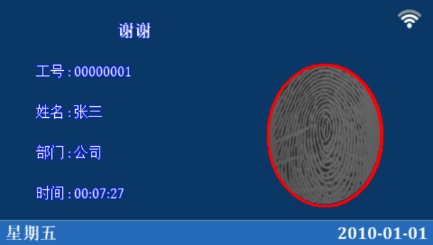 谢谢
工号:00000001
姓名:张三
部门:公司
时间:00:07:27
星期五
2010-01-01